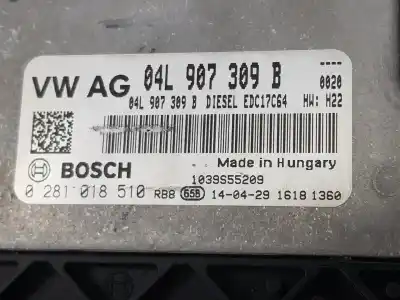 VW AG 04L 907 309 B 0020
04L 907 309 B DIESEL EDC17C64 HW: H22
BOSCH Made in Hungary
1039S55209
0 281 018 510 RB8 65B 14-04-29 1618 1360